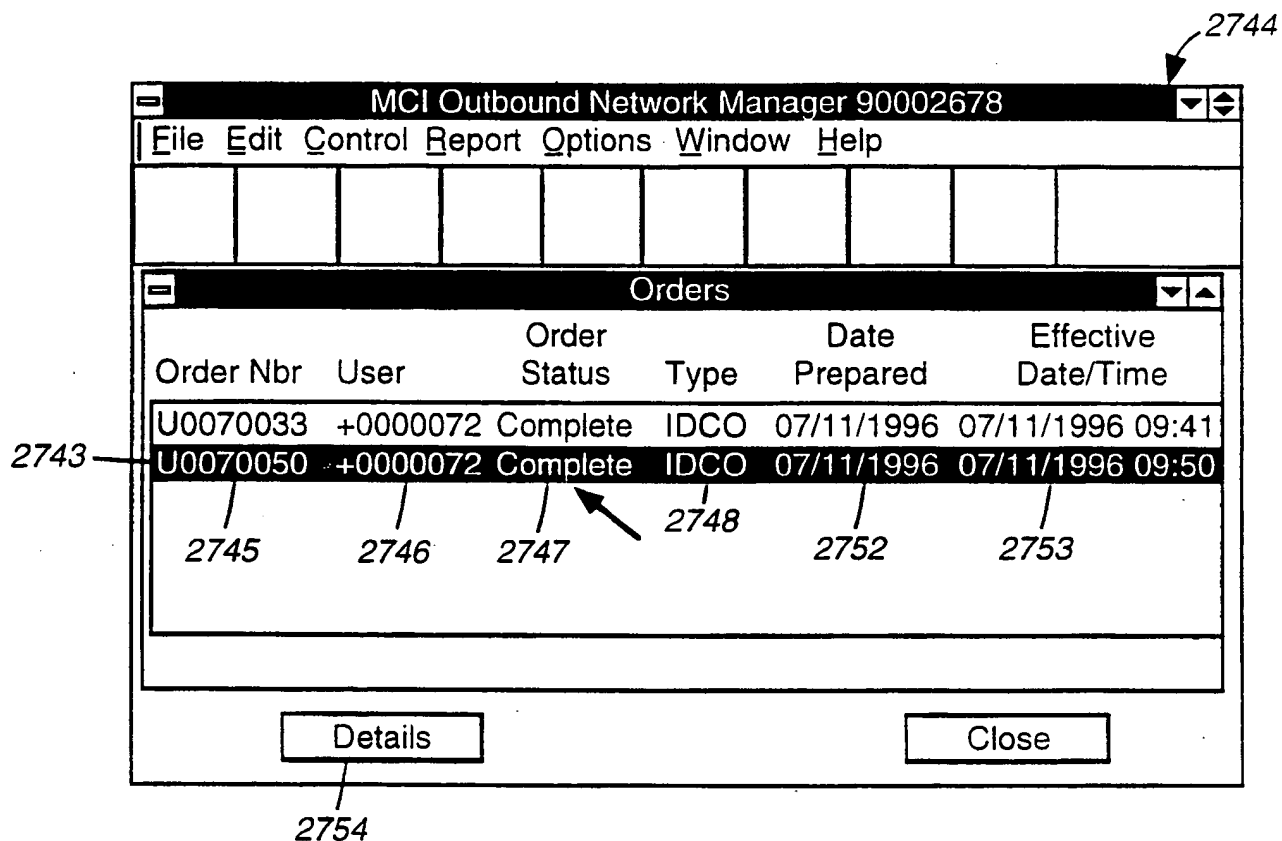 2744
MCI Outbound Network Manager 90002678
File Edit Control Report Options Window Help
Orders
Order Nbr User Order Status Type Date Prepared Effective Date/Time
U0070033 +0000072 Complete IDCO 07/11/1996 07/11/1996 09:41
2743 U0070050 +0000072 Complete IDCO 07/11/1996 07/11/1996 09:50
2745 2746 2747 2748 2752 2753
Details Close
2754